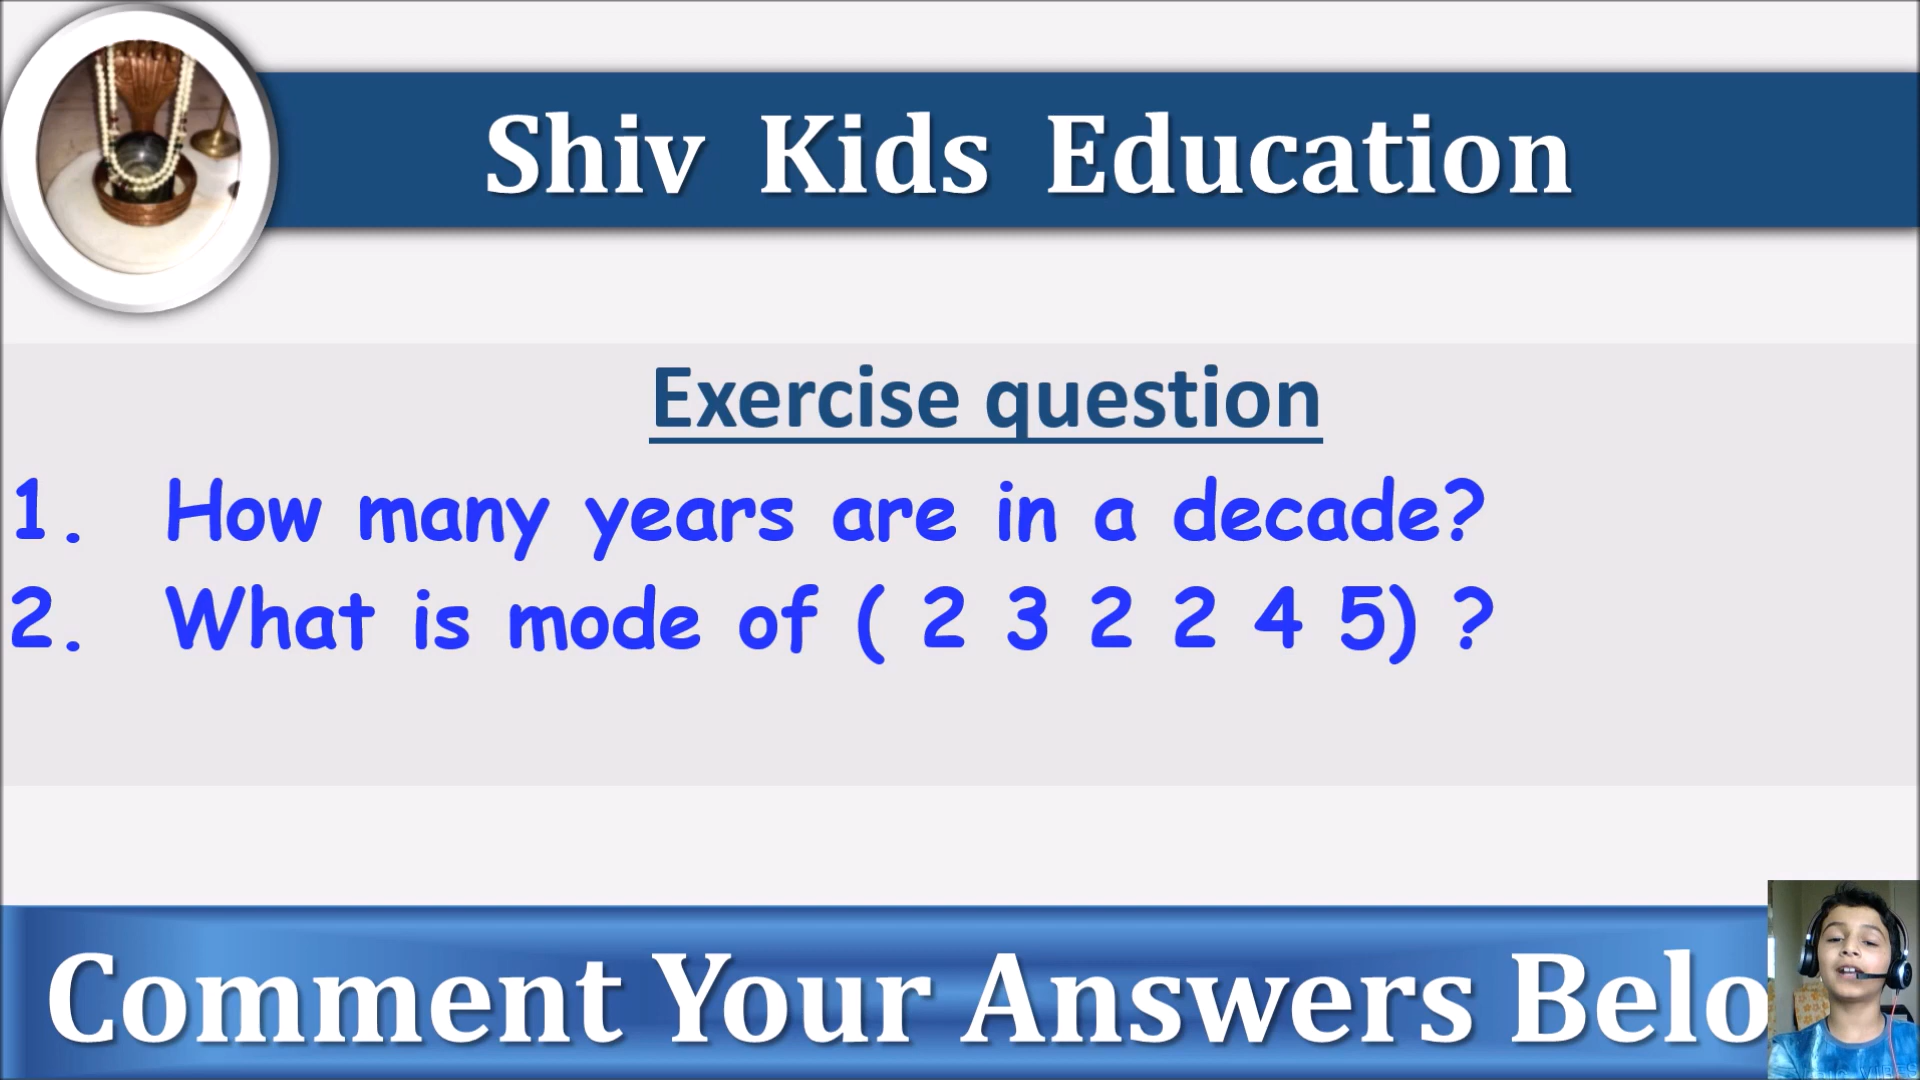 Shiv Kids Education
Exercise question
1. How many years are in a decade?
2. What is mode of ( 2 3 2 2 4 5) ?
Comment Your Answers Belo